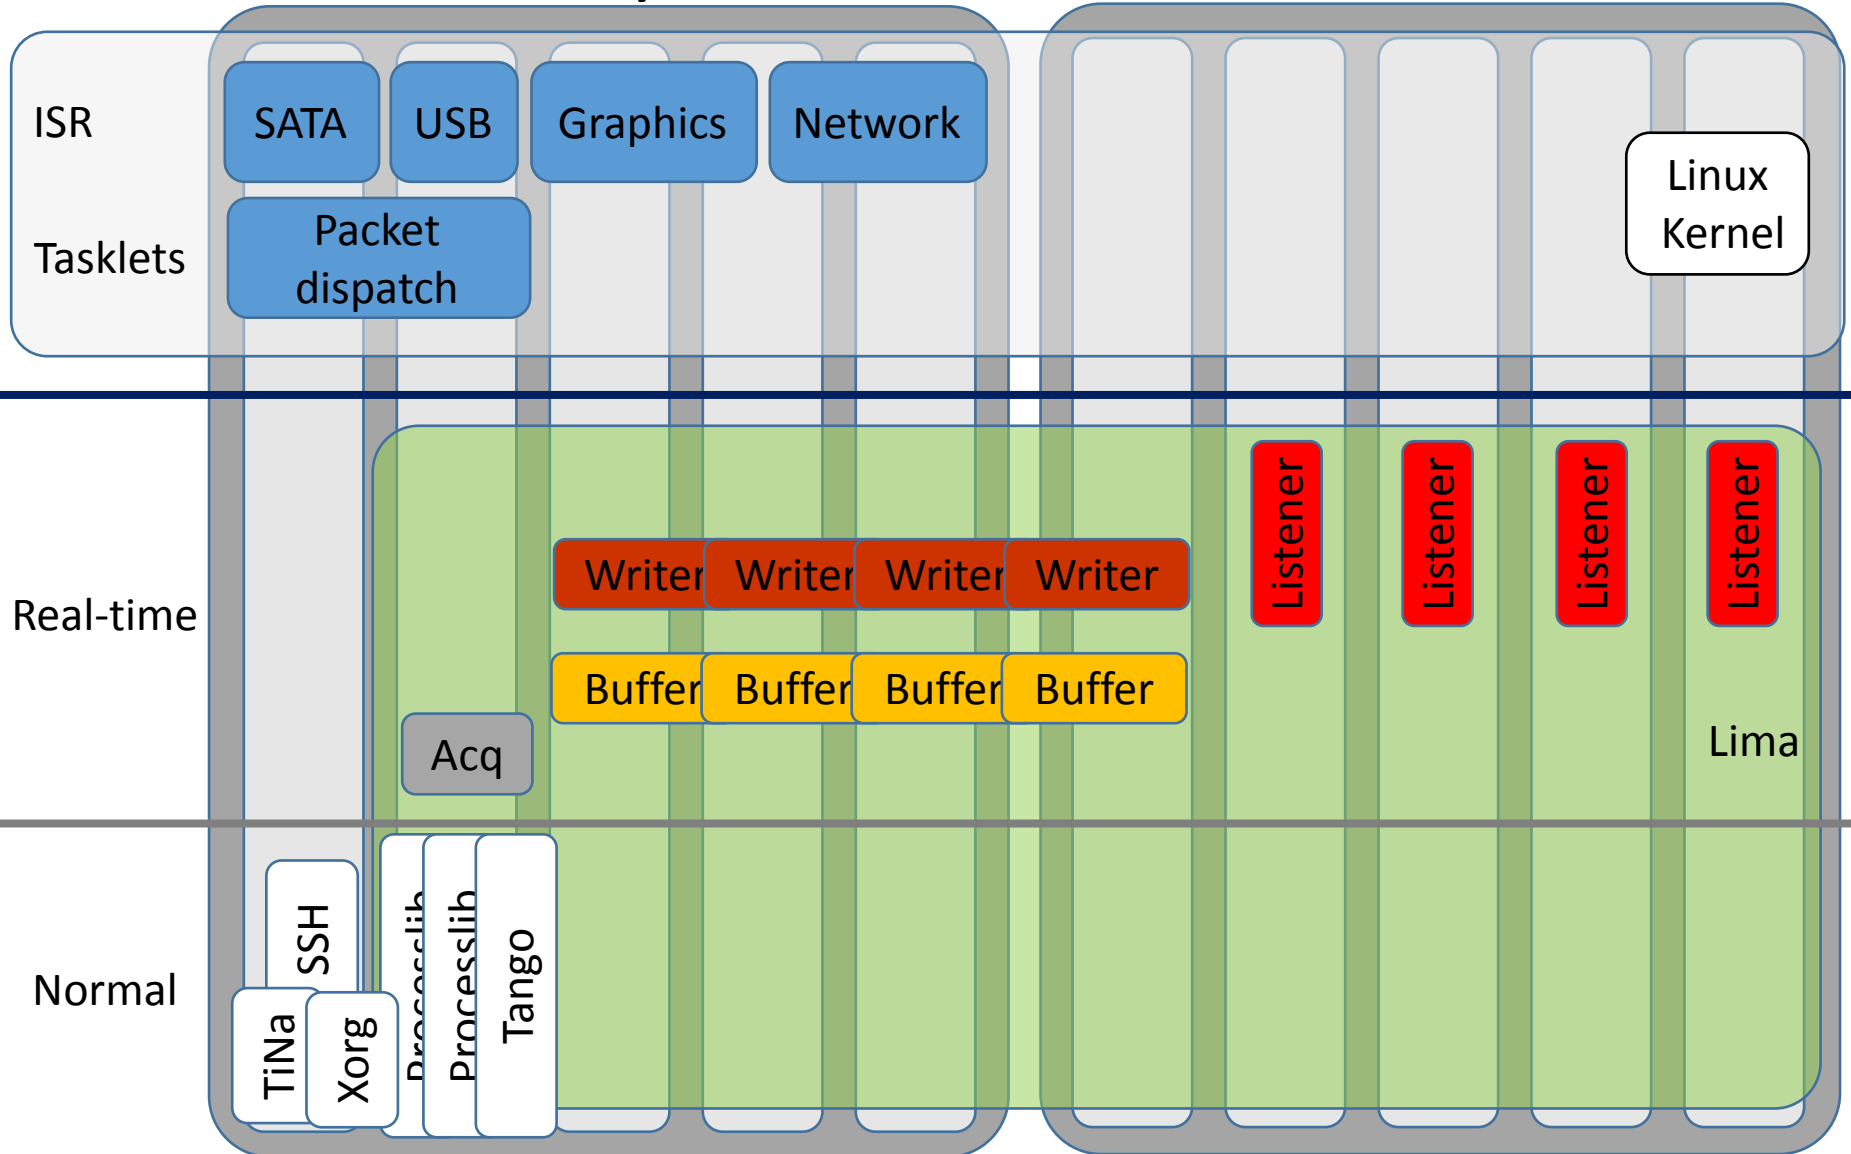 ISR
SATA
USB
Graphics
Network
Linux
Kernel
Tasklets
Packet
dispatch
Real-time
Writer
Writer
Writer
Writer
Listener
Listener
Listener
Listener
Buffer
Buffer
Buffer
Buffer
Acq
Lima
Normal
SSH
TiNa
Xorg
Processlib
Processlib
Tango